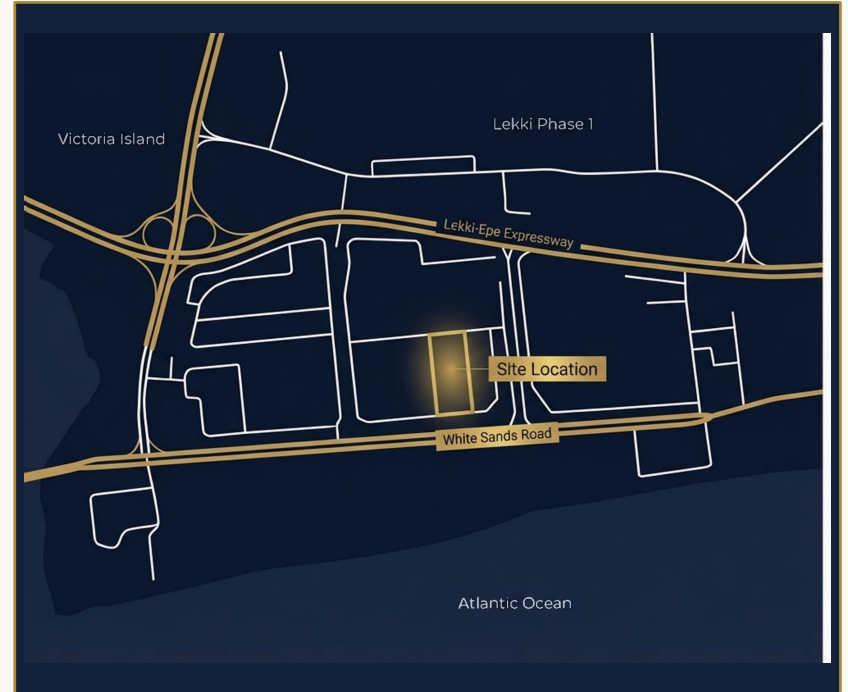 Victoria Island
Lekki Phase 1
Lekki-Epe Expressway
Site Location
White Sands Road
Atlantic Ocean